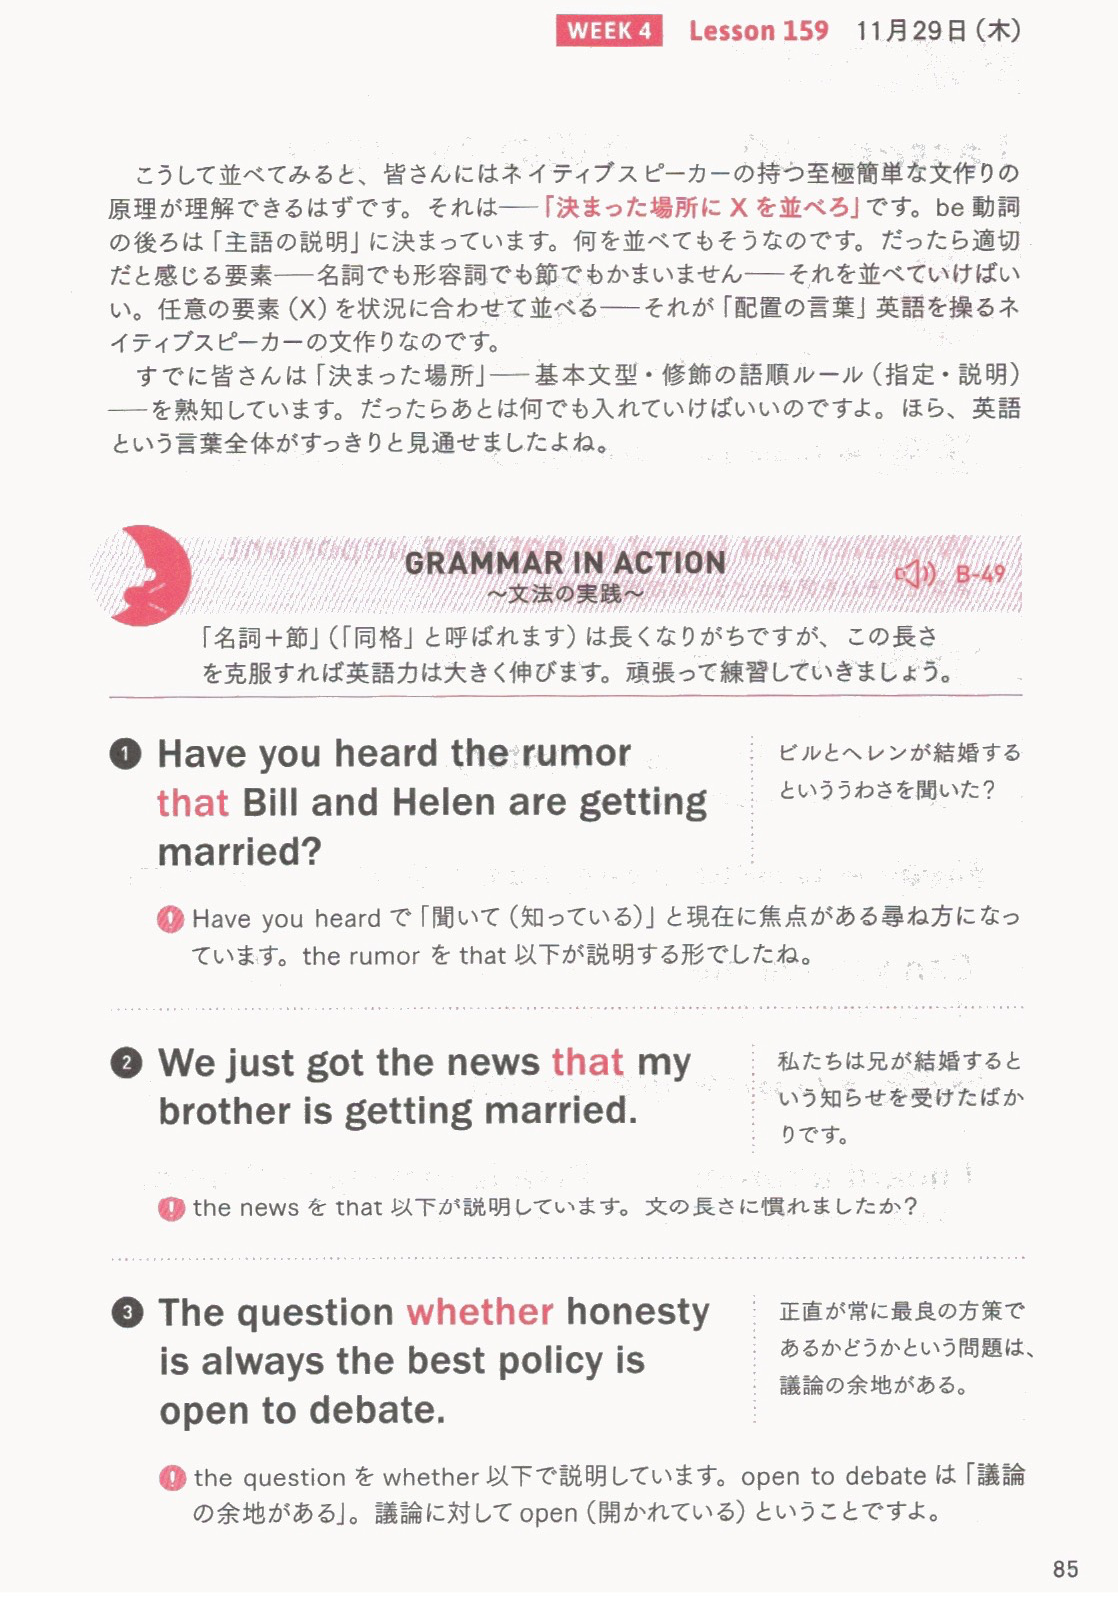 WEEK 4 Lesson 159 11月29日（木）
こうして並べてみると、皆さんにはネイティブスピーカーの持つ至極簡単な文作りの
原理が理解できるはずです。それは――「決まった場所に X を並べろ」です。be 動詞
の後ろは「主語の説明」に決まっています。何を並べてもそうなのです。だったら適切
だと感じる要素――名詞でも形容詞でも節でもかまいません――それを並べていけばい
い。任意の要素（X）を状況に合わせて並べる――それが「配置の言葉」英語を操るネ
イティブスピーカーの文作りなのです。
すでに皆さんは「決まった場所」――基本文型・修飾の語順ルール（指定・説明）
――を熟知しています。だったらあとは何でも入れていけばいいのですよ。ほら、英語
という言葉全体がすっきりと見通せましたよね。
GRAMMAR IN ACTION
〜文法の実践〜
B-49
「名詞＋節」（「同格」と呼ばれます）は長くなりがちですが、この長さ
を克服すれば英語力は大きく伸びます。頑張って練習していきましょう。
1 Have you heard the rumor
that Bill and Helen are getting
married?
ビルとヘレンが結婚する
といううわさを聞いた？
Have you heard で「聞いて（知っている）」と現在に焦点がある尋ね方になっ
ています。the rumor を that 以下が説明する形でしたね。
2 We just got the news that my
brother is getting married.
私たちは兄が結婚すると
いう知らせを受けたばか
りです。
the news を that 以下が説明しています。文の長さに慣れましたか？
3 The question whether honesty
is always the best policy is
open to debate.
正直が常に最良の方策で
あるかどうかという問題は、
議論の余地がある。
the question を whether 以下で説明しています。open to debate は「議論
の余地がある」。議論に対して open（開かれている）ということですよ。
85